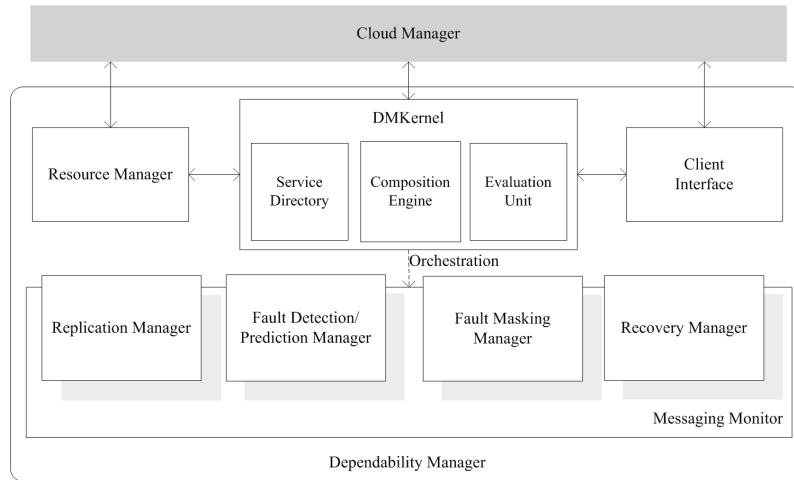 Cloud Manager
DMKernel
Resource Manager
Service
Directory
Composition
Engine
Evaluation
Unit
Client
Interface
Orchestration
Replication Manager
Fault Detection/
Prediction Manager
Fault Masking
Manager
Recovery Manager
Messaging Monitor
Dependability Manager